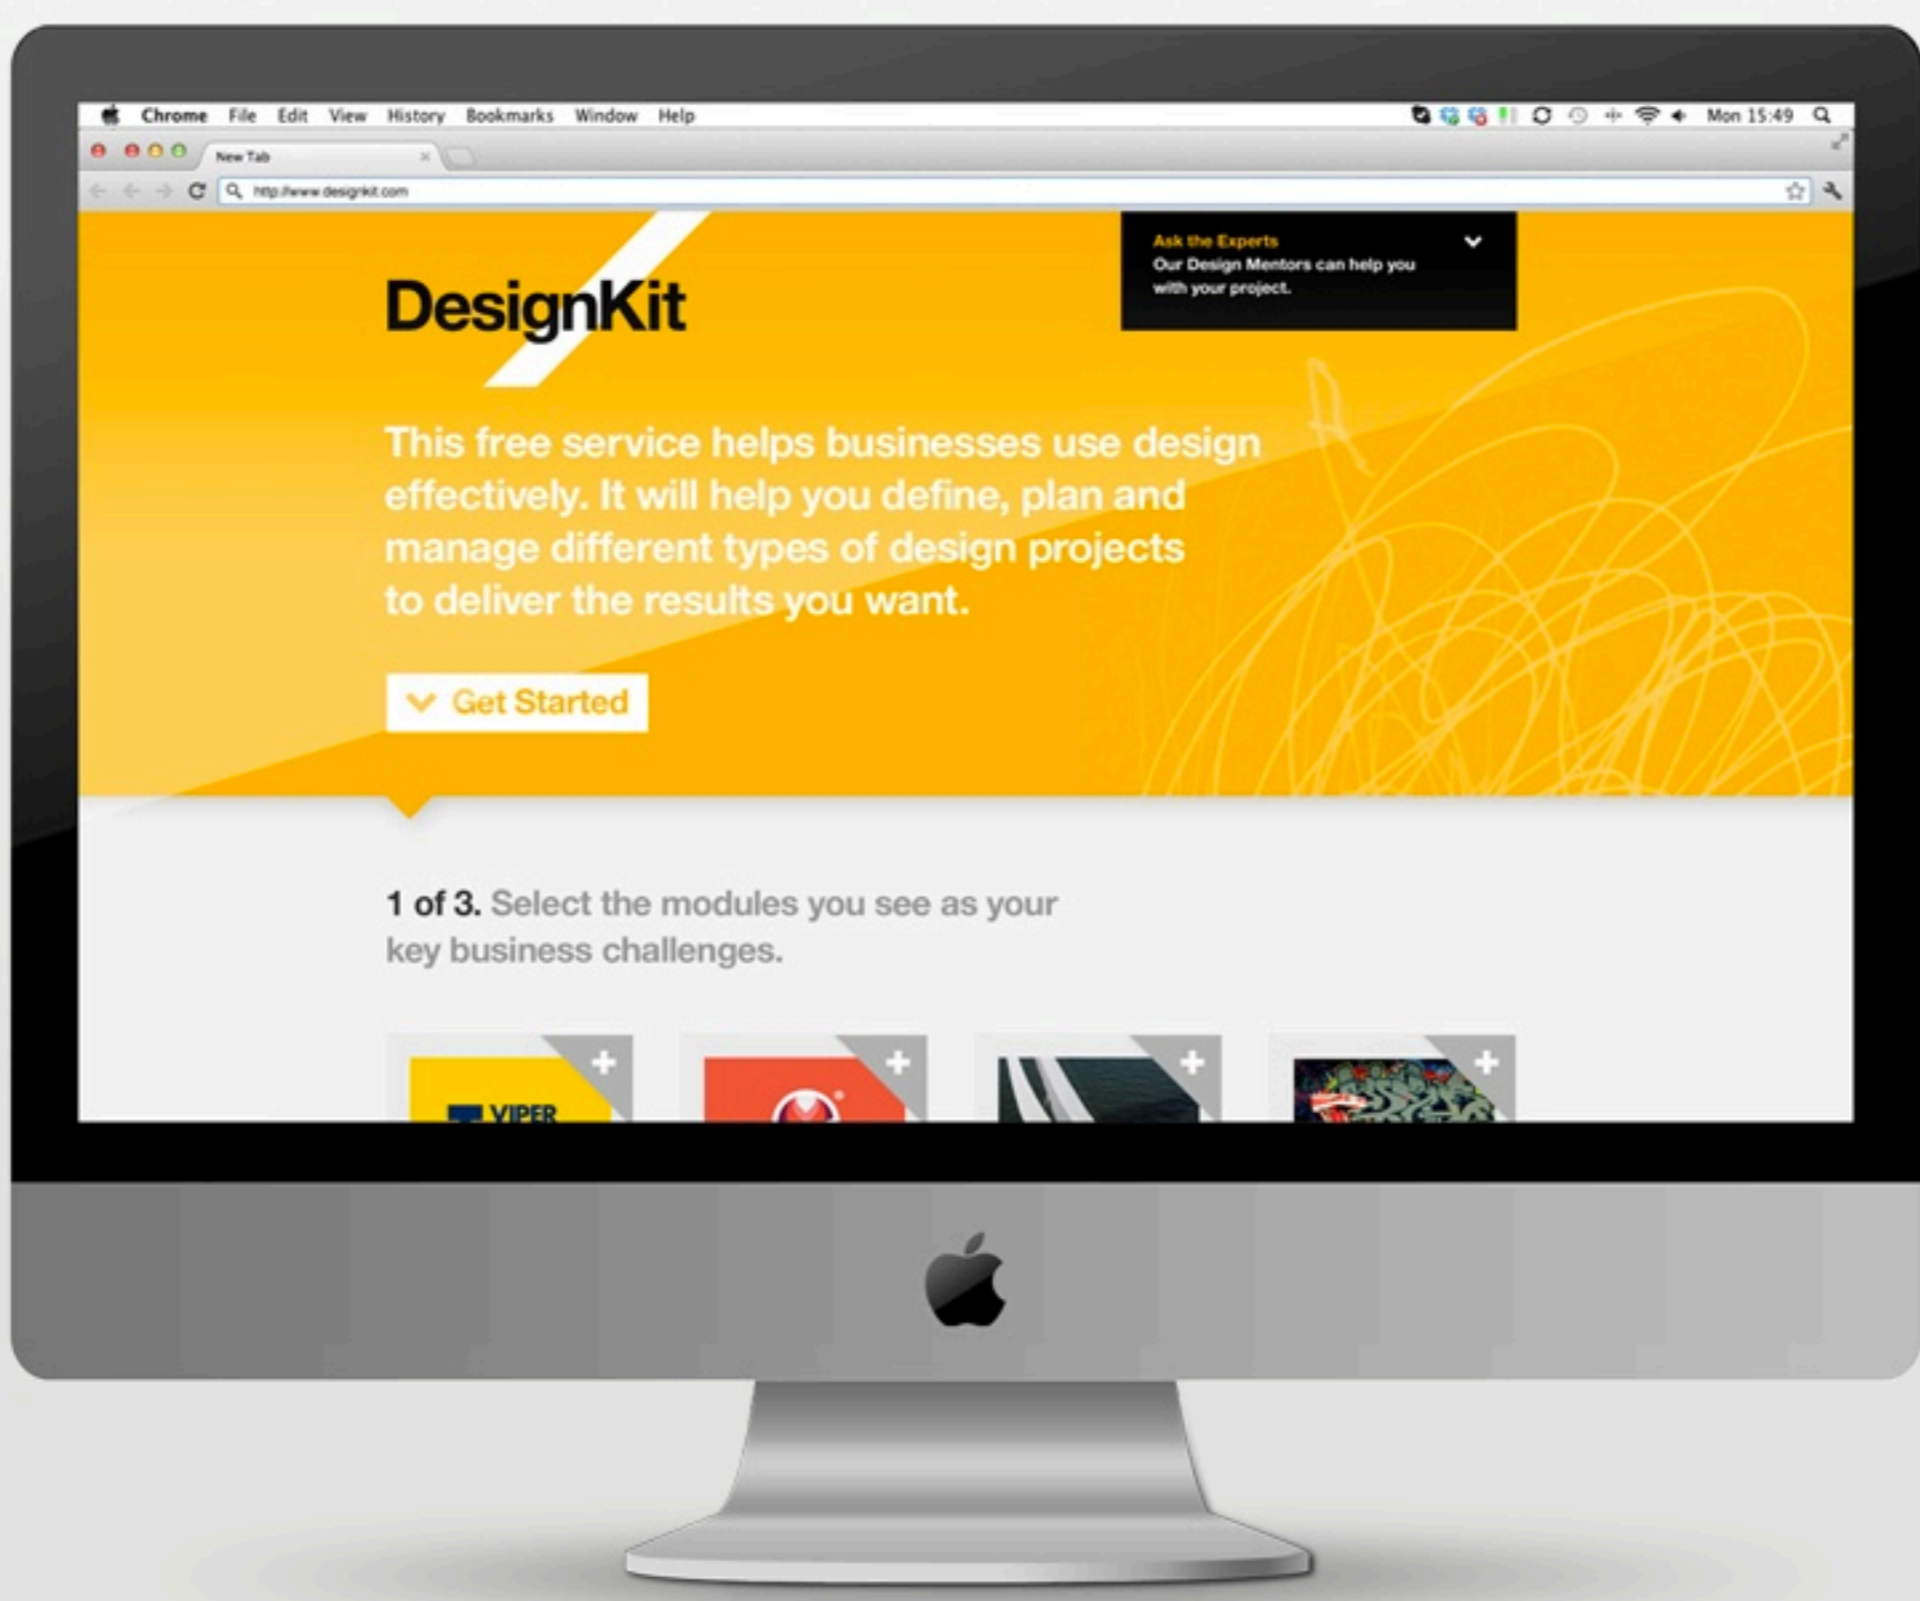 Chrome File Edit View History Bookmarks Window Help Mon 15:49
New Tab
http://www.designkit.com
Ask the Experts
Our Design Mentors can help you
with your project.
DesignKit
This free service helps businesses use design
effectively. It will help you define, plan and
manage different types of design projects
to deliver the results you want.
Get Started
1 of 3. Select the modules you see as your
key business challenges.
VIPER